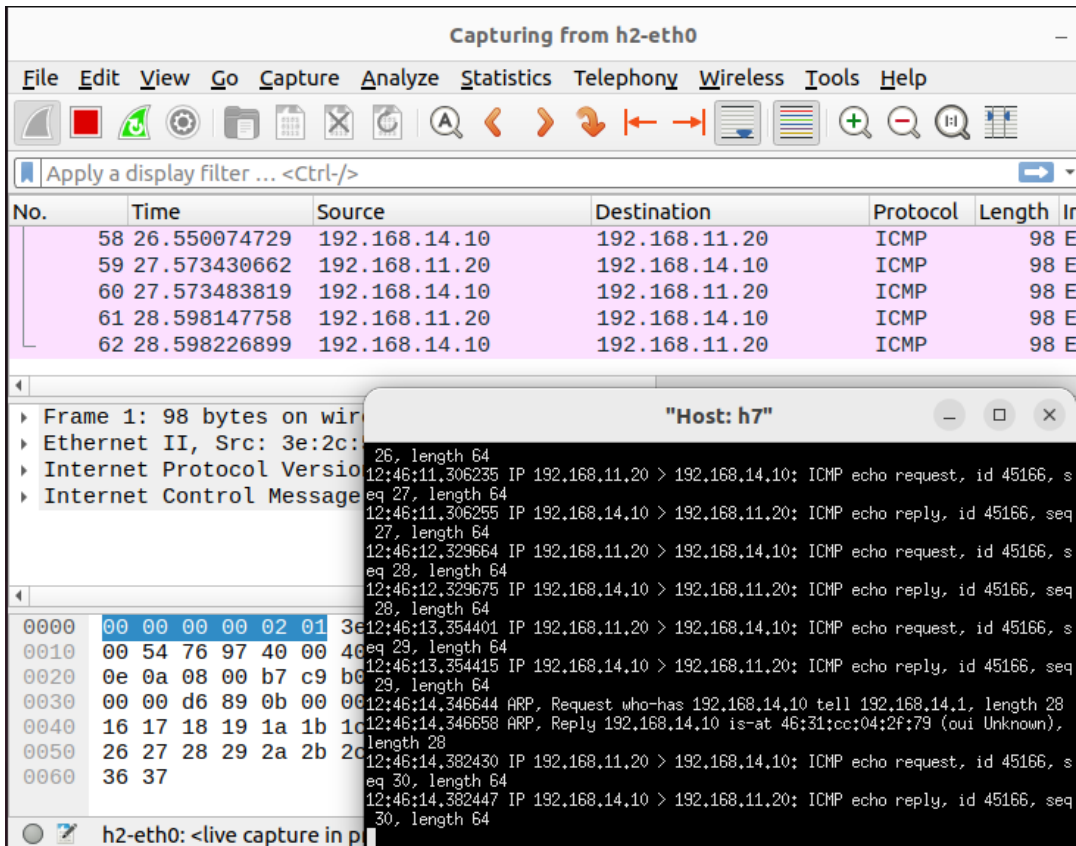 Capturing from h2-eth0
File Edit View Go Capture Analyze Statistics Telephony Wireless Tools Help
Apply a display filter … <Ctrl-/>
No. Time Source Destination Protocol Length
58 26.550074729 192.168.14.10 192.168.11.20 ICMP 98 E
59 27.573430662 192.168.11.20 192.168.14.10 ICMP 98 E
60 27.573483819 192.168.14.10 192.168.11.20 ICMP 98 E
61 28.598147758 192.168.11.20 192.168.14.10 ICMP 98 E
62 28.598226899 192.168.14.10 192.168.11.20 ICMP 98 E
Frame 1: 98 bytes on wir
Ethernet II, Src: 3e:2c:
Internet Protocol Versio
Internet Control Message
0000 00 00 00 00 02 01 3e
0010 00 54 76 97 40 00 40
0020 0e 0a 08 00 b7 c9 b0
0030 00 00 d6 89 0b 00 00
0040 16 17 18 19 1a 1b 1c
0050 26 27 28 29 2a 2b 2c
0060 36 37
h2-eth0: <live capture in p
"Host: h7"
26, length 64
12:46:11.306235 IP 192.168.11.20 > 192.168.14.10: ICMP echo request, id 45166, s
eq 27, length 64
12:46:11.306255 IP 192.168.14.10 > 192.168.11.20: ICMP echo reply, id 45166, seq
27, length 64
12:46:12.329664 IP 192.168.11.20 > 192.168.14.10: ICMP echo request, id 45166, s
eq 28, length 64
12:46:12.329675 IP 192.168.14.10 > 192.168.11.20: ICMP echo reply, id 45166, seq
28, length 64
12:46:13.354401 IP 192.168.11.20 > 192.168.14.10: ICMP echo request, id 45166, s
eq 29, length 64
12:46:13.354415 IP 192.168.14.10 > 192.168.11.20: ICMP echo reply, id 45166, seq
29, length 64
12:46:14.346644 ARP, Request who-has 192.168.14.10 tell 192.168.14.1, length 28
12:46:14.346658 ARP, Reply 192.168.14.10 is-at 46:31:cc:04:2f:79 (oui Unknown),
length 28
12:46:14.382430 IP 192.168.11.20 > 192.168.14.10: ICMP echo request, id 45166, s
eq 30, length 64
12:46:14.382447 IP 192.168.14.10 > 192.168.11.20: ICMP echo reply, id 45166, seq
30, length 64